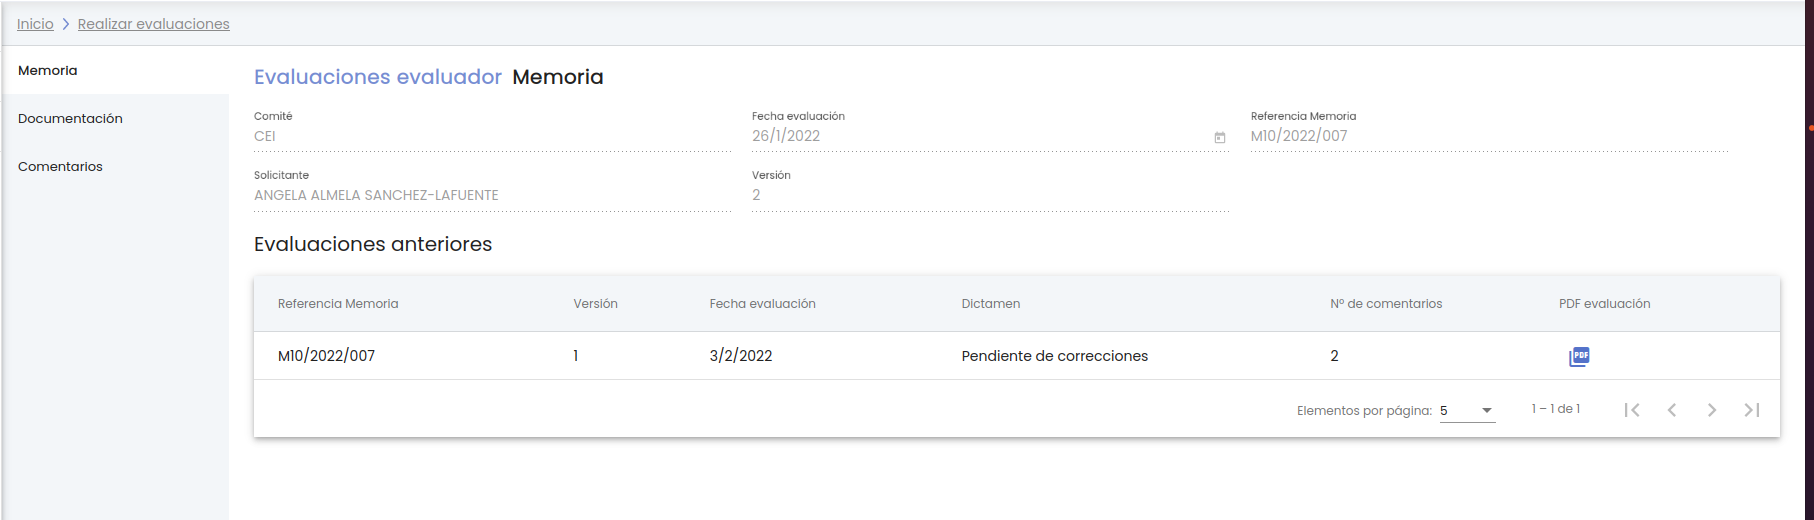 Inicio > Realizar evaluaciones
Memoria
Documentación
Comentarios
Evaluaciones evaluador Memoria
Comité Fecha evaluación Referencia Memoria
CEI 26/1/2022 M10/2022/007
Solicitante Versión
ANGELA ALMELA SANCHEZ-LAFUENTE 2
Evaluaciones anteriores
Referencia Memoria Versión Fecha evaluación Dictamen Nº de comentarios PDF evaluación
M10/2022/007 1 3/2/2022 Pendiente de correcciones 2 PDF
Elementos por página: 5 1 – 1 de 1